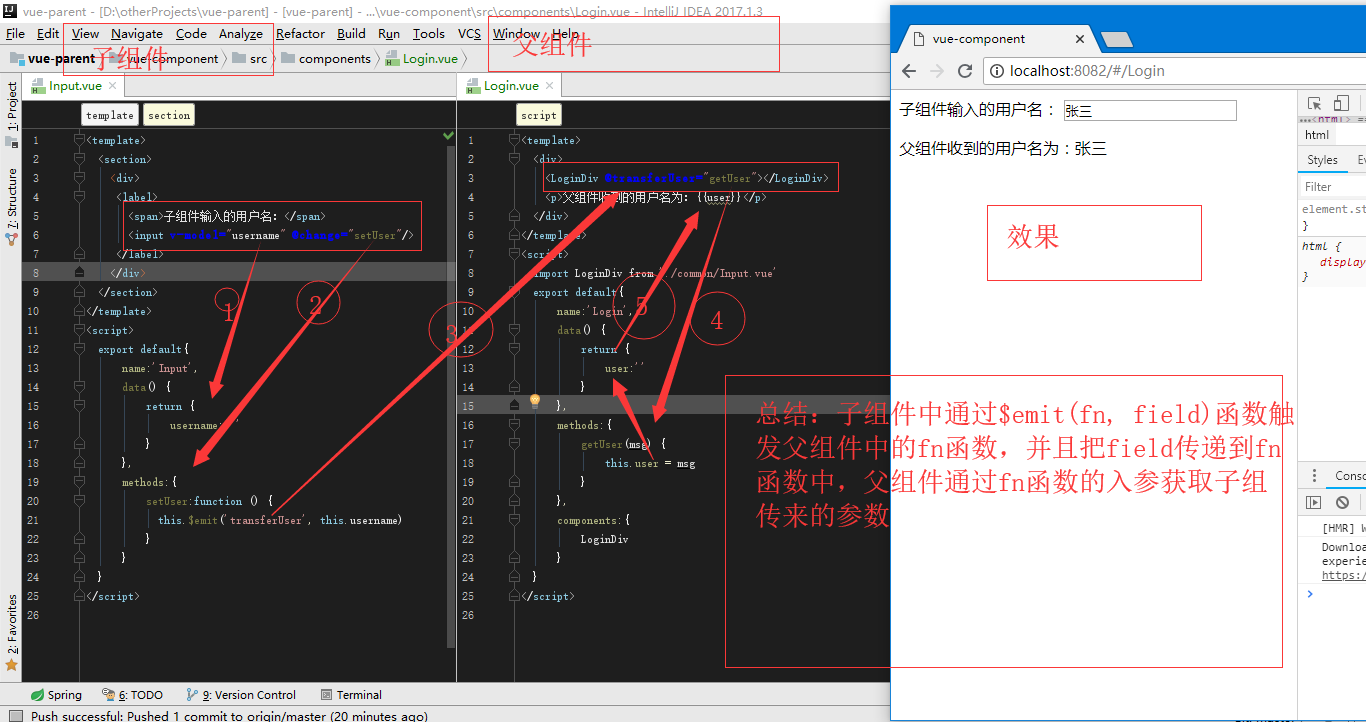 vue-parent - [D:\otherProjects\vue-parent] - [vue-parent] - ...\vue-component\src\components\Login.vue - IntelliJ IDEA 2017.1.3
File Edit View Navigate Code Analyze Refactor Build Run Tools VCS Window Help
子组件
父组件
vue-parent vue-component src components Login.vue
1: Project
7: Structure
2: Favorites
Input.vue
template section
1 <template>
2 <section>
3 <div>
4 <label>
5 <span>子组件输入的用户名：</span>
6 <input v-model="username" @change="setUser"/>
7 </label>
8 </div>
9 </section>
10 </template>
11 <script>
12 export default{
13 name:'Input',
14 data() {
15 return {
16 username:
17 }
18 },
19 methods:{
20 setUser:function () {
21 this.$emit('transferUser', this.username)
22 }
23 }
24 }
25 </script>
26
Login.vue
script
1 <template>
2 <div>
3 <LoginDiv @transferUser="getUser"></LoginDiv>
4 <p>父组件收到的用户名为：{{user}}</p>
5 </div>
6 </template>
7 <script>
8 import LoginDiv from './common/Input.vue'
9 export default{
10 name:'Login',
11 data() {
12 return {
13 user:''
14 }
15 },
16 methods:{
17 getUser(msg) {
18 this.user = msg
19 }
20 },
21 components:{
22 LoginDiv
23 }
24 }
25 </script>
26
1
2
3
5
4
总结：子组件中通过$emit(fn, field)函数触
发父组件中的fn函数，并且把field传递到fn
函数中，父组件通过fn函数的入参获取子组
传来的参数
vue-component
localhost:8082/#/Login
子组件输入的用户名： 张三
父组件收到的用户名为：张三
效果
html
Styles Ev
Filter
element.st
}
html {
display
}
Consc
[HMR] W
Downloa
experie
https:/
Spring 6: TODO 9: Version Control Terminal
Push successful: Pushed 1 commit to origin/master (20 minutes ago)